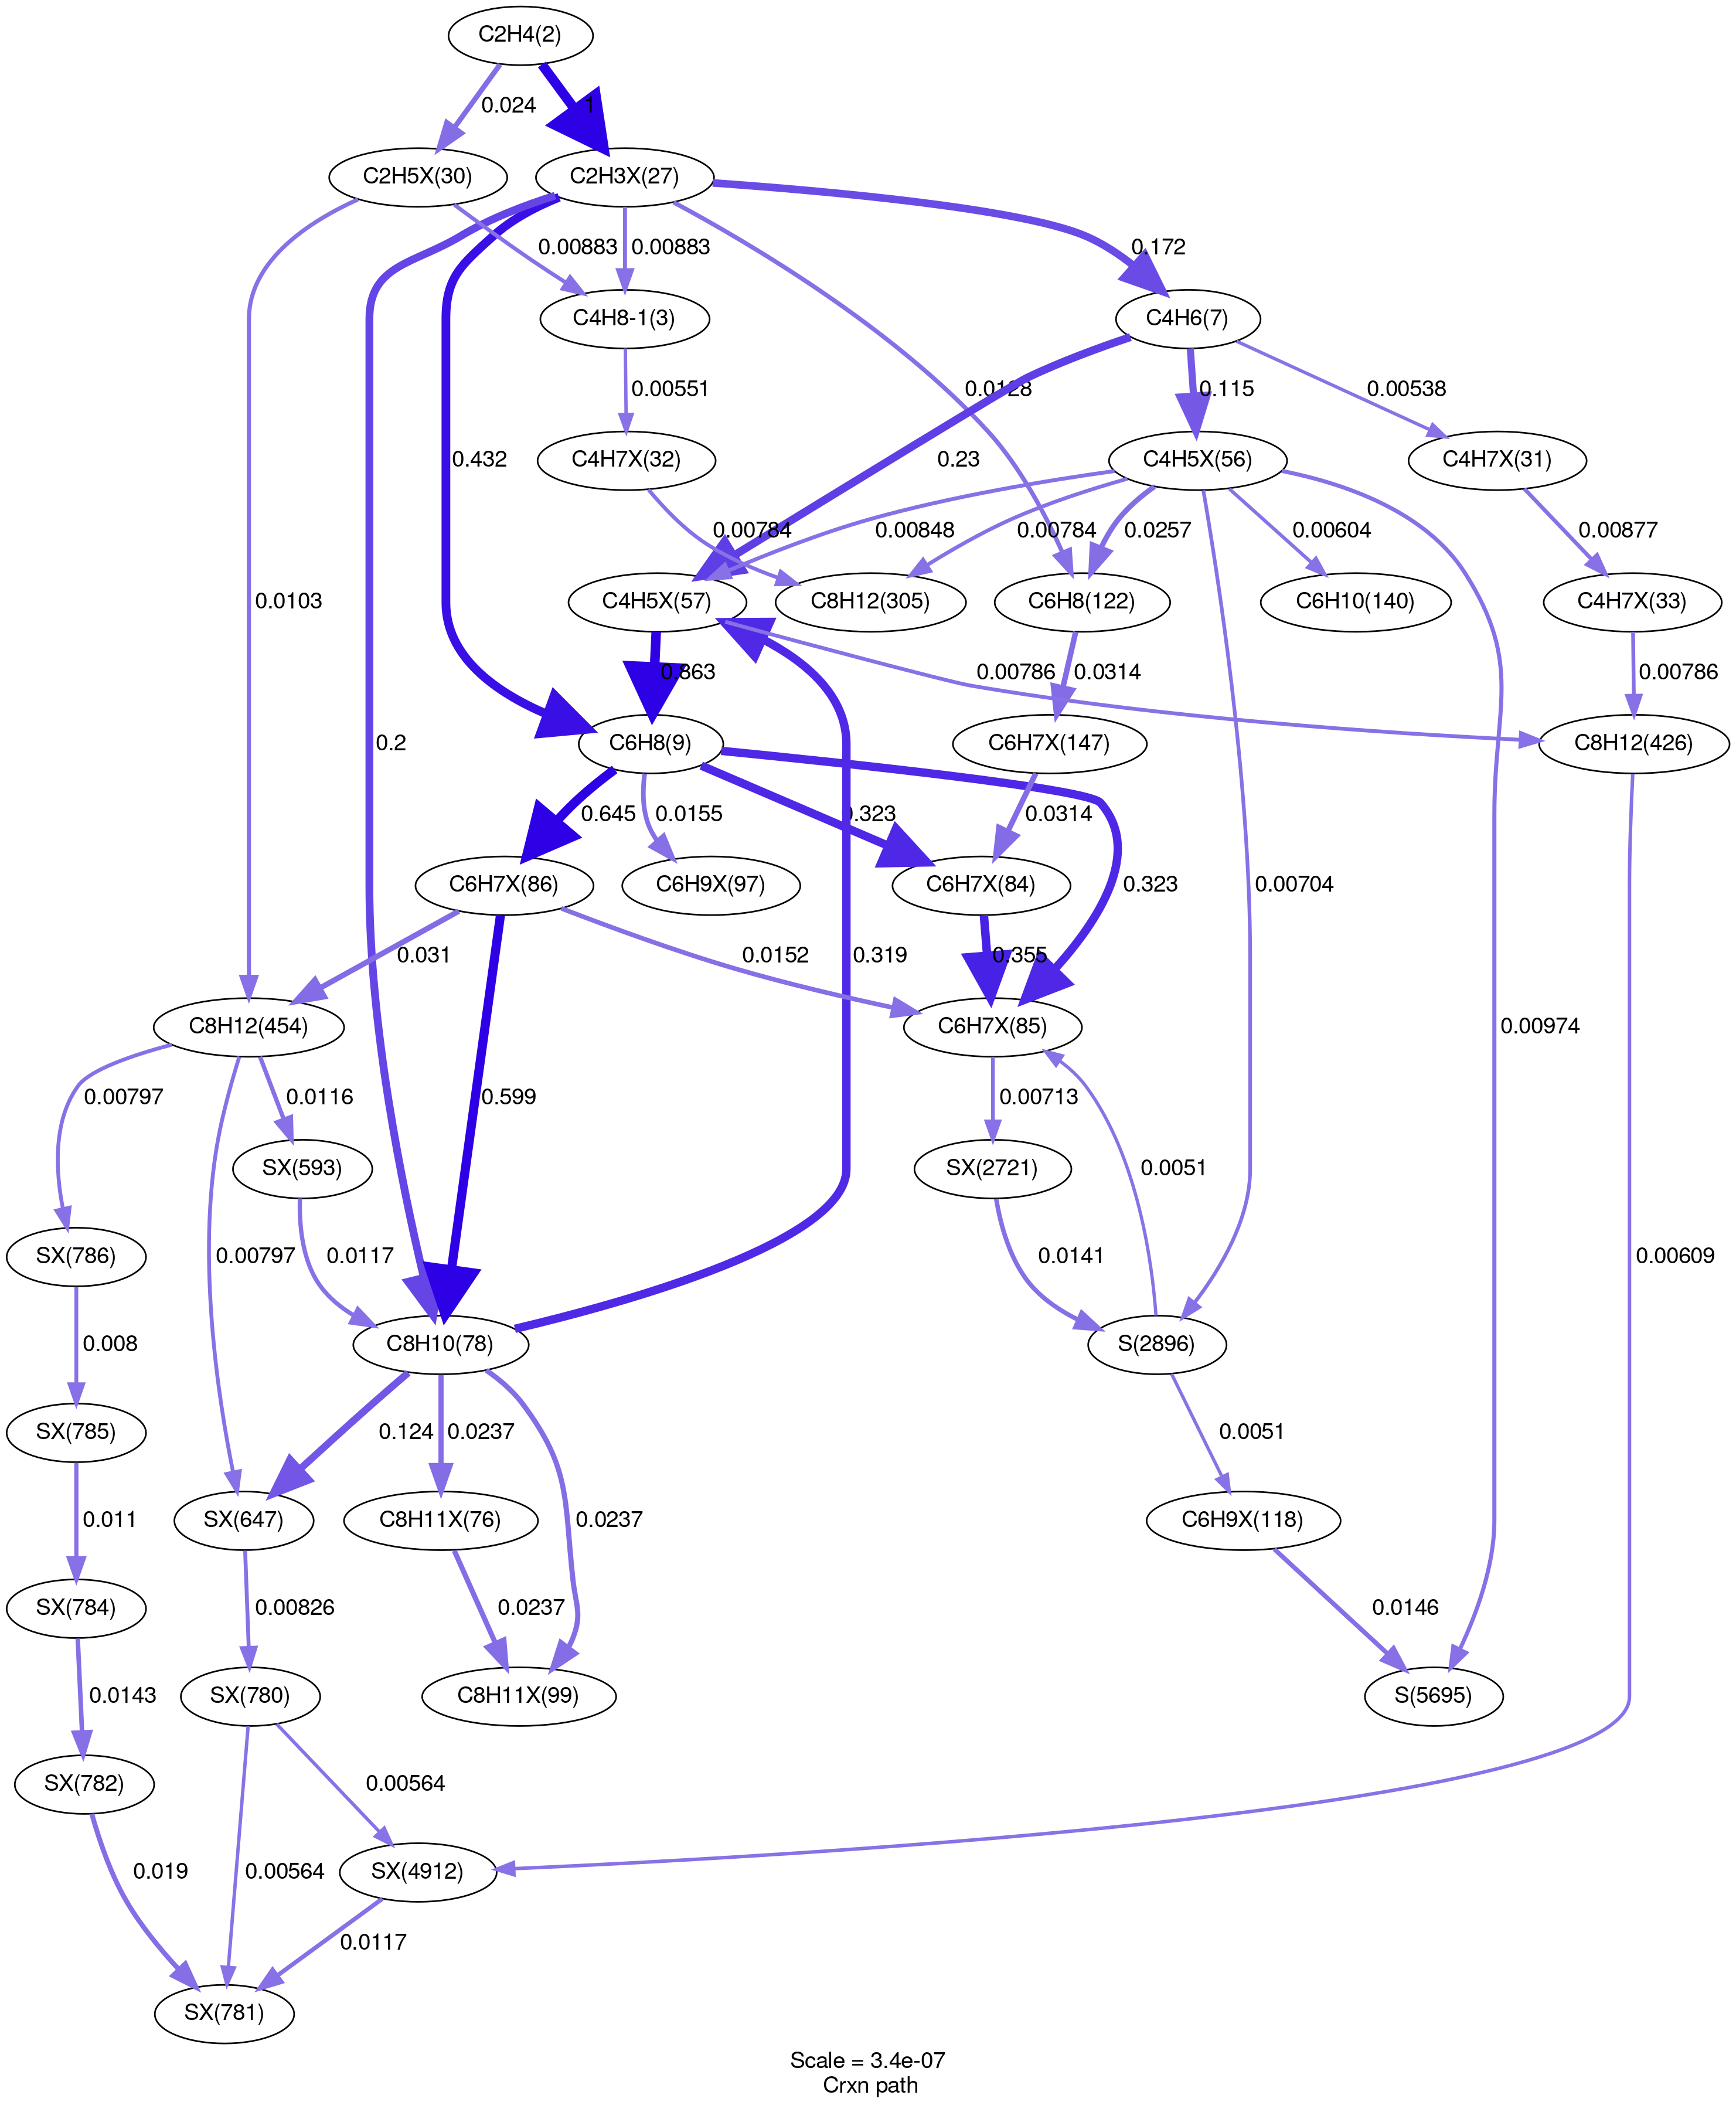 C2H4(2)
0.024
1
C2H5X(30)
C2H3X(27)
0.00883
0.00883
0.172
C4H8-1(3)
C4H6(7)
0.00551
0.0128
0.115
0.00538
C4H7X(32)
C4H5X(56)
C4H7X(31)
0.432
0.23
0.00784
0.00848
0.00784
0.0257
0.00604
0.00877
0.0103
C4H5X(57)
C8H12(305)
C6H8(122)
C6H10(140)
C4H7X(33)
0.863
0.00786
0.0314
0.00786
0.2
C6H8(9)
C6H7X(147)
C8H12(426)
0.645
0.0155
0.323
0.0314
0.323
C6H7X(86)
C6H9X(97)
C6H7X(84)
0.00704
0.031
0.0152
0.319
0.355
C8H12(454)
C6H7X(85)
0.00974
0.00797
0.0116
0.599
0.00713
SX(593)
SX(2721)
0.0051
SX(786)
0.00797
0.0117
0.0141
0.00609
0.008
C8H10(78)
S(2896)
SX(785)
0.124
0.0237
0.0051
0.011
SX(647)
C8H11X(76)
0.0237
C6H9X(118)
SX(784)
0.00826
0.0237
0.0146
0.0143
SX(780)
C8H11X(99)
S(5695)
SX(782)
0.00564
0.019
0.00564
SX(4912)
0.0117
SX(781)
Scale = 3.4e-07
Crxn path